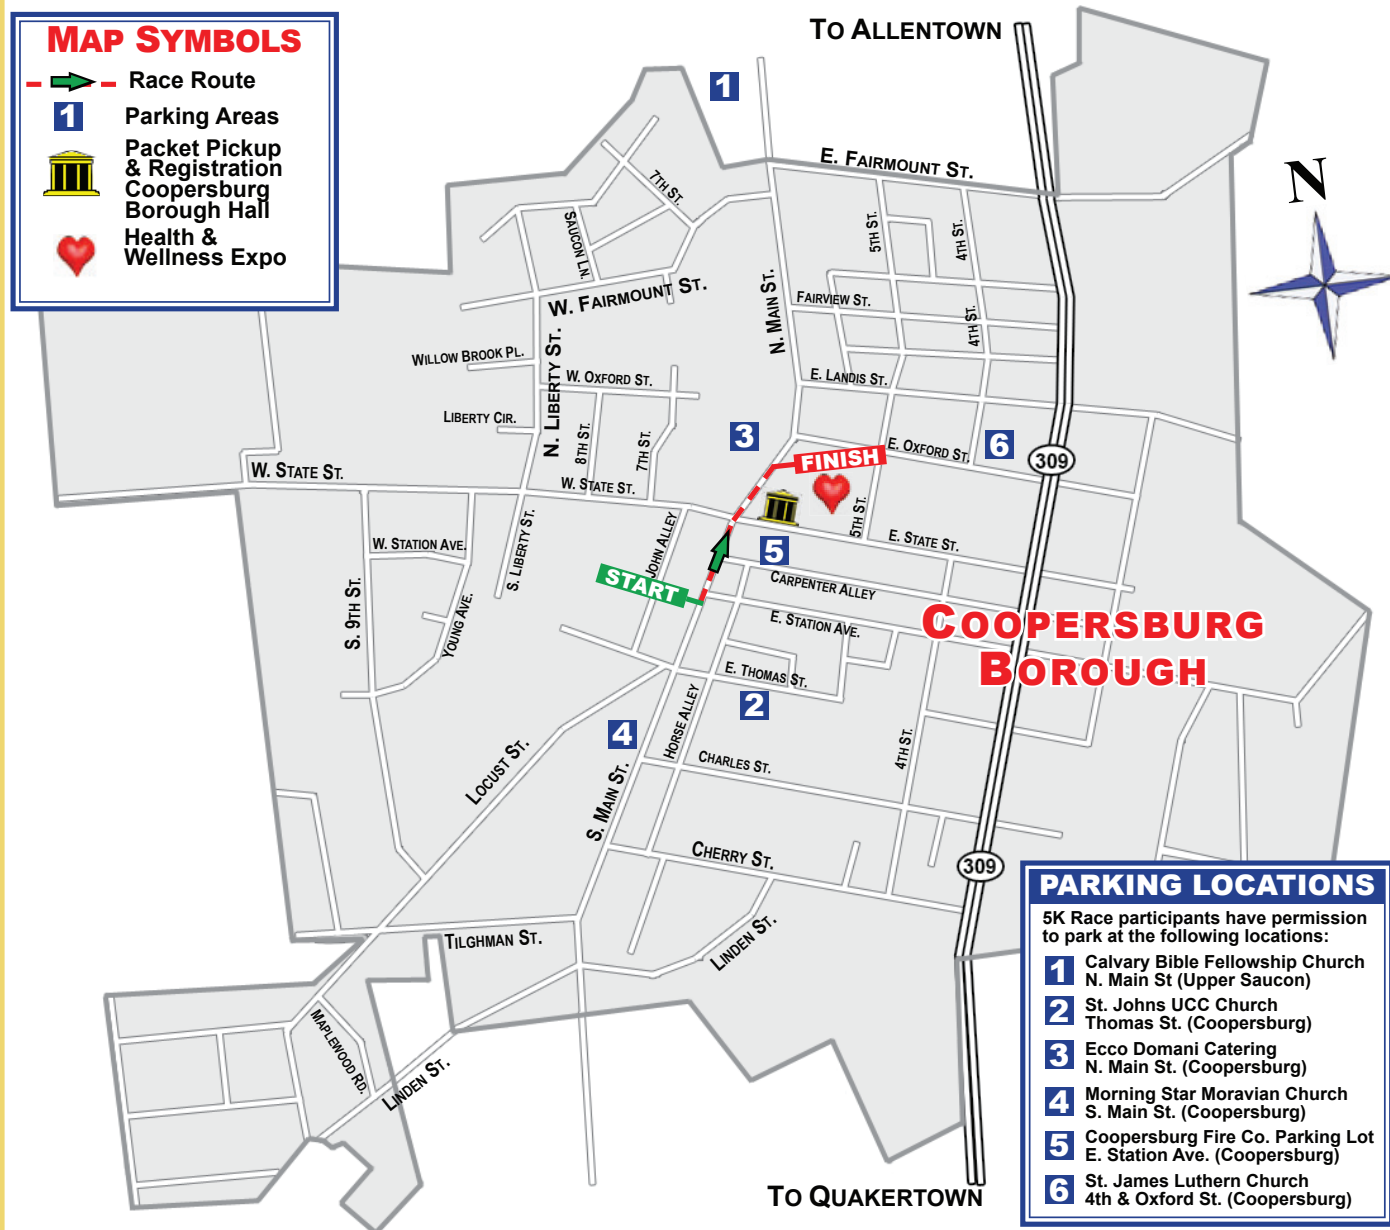 MAP SYMBOLS
Race Route
1
Parking Areas
Packet Pickup
& Registration
Coopersburg
Borough Hall
Health &
Wellness Expo
TO ALLENTOWN
1
E. FAIRMOUNT ST.
N
7TH ST.
SAUCON LN.
5TH ST.
4TH ST.
W. FAIRMOUNT ST.
N. MAIN ST.
FAIRVIEW ST.
4TH ST.
WILLOW BROOK PL.
N. LIBERTY ST.
W. OXFORD ST.
E. LANDIS ST.
LIBERTY CIR.
8TH ST.
7TH ST.
3
E. OXFORD ST.
6
309
FINISH
W. STATE ST.
W. STATE ST.
5TH ST.
E. STATE ST.
W. STATION AVE.
S. LIBERTY ST.
JOHN ALLEY
5
START
CARPENTER ALLEY
S. 9TH ST.
YOUNG AVE.
E. STATION AVE.
COOPERSBURG
BOROUGH
E. THOMAS ST.
2
HORSE ALLEY
4
4TH ST.
CHARLES ST.
LOCUST ST.
S. MAIN ST.
CHERRY ST.
309
TILGHMAN ST.
LINDEN ST.
MAPLEWOOD RD.
LINDEN ST.
TO QUAKERTOWN
PARKING LOCATIONS
5K Race participants have permission
to park at the following locations:
1 Calvary Bible Fellowship Church
N. Main St (Upper Saucon)
2 St. Johns UCC Church
Thomas St. (Coopersburg)
3 Ecco Domani Catering
N. Main St. (Coopersburg)
4 Morning Star Moravian Church
S. Main St. (Coopersburg)
5 Coopersburg Fire Co. Parking Lot
E. Station Ave. (Coopersburg)
6 St. James Luthern Church
4th & Oxford St. (Coopersburg)